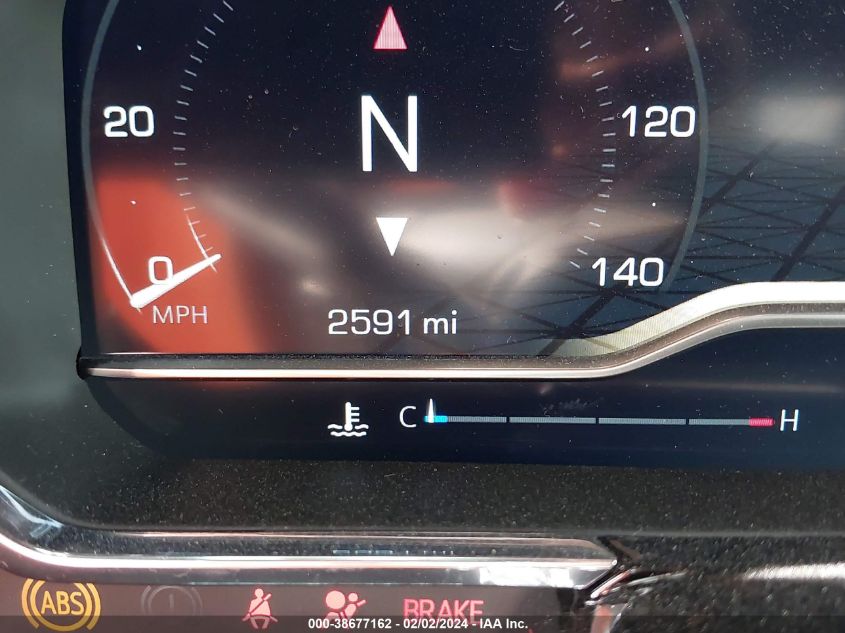 20
120
N
0
140
MPH
2591 mi
C
H
ABS
BRAKE
000-38677162 - 02/02/2024 - IAA Inc.